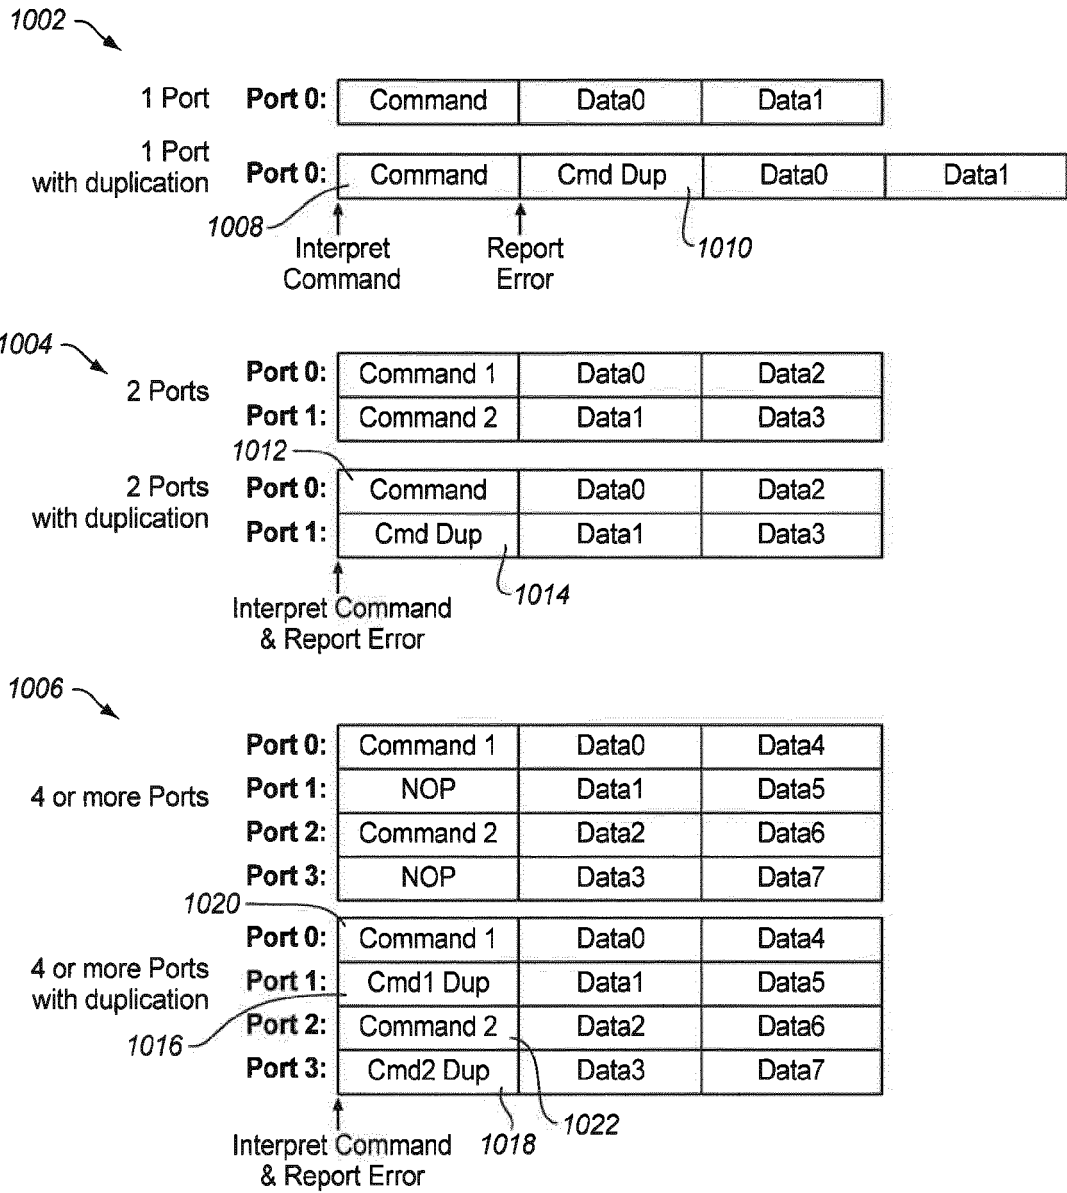 1002
1 Port Port 0: Command Data0 Data1
1 Port
with duplication Port 0: Command Cmd Dup Data0 Data1
1008 1010
Interpret Report
Command Error
1004
2 Ports
Port 0: Command 1 Data0 Data2
Port 1: Command 2 Data1 Data3
1012
2 Ports
with duplication
Port 0: Command Data0 Data2
Port 1: Cmd Dup Data1 Data3
1014
Interpret Command
& Report Error
1006
4 or more Ports
Port 0: Command 1 Data0 Data4
Port 1: NOP Data1 Data5
Port 2: Command 2 Data2 Data6
Port 3: NOP Data3 Data7
1020
4 or more Ports
with duplication
Port 0: Command 1 Data0 Data4
Port 1: Cmd1 Dup Data1 Data5
Port 2: Command 2 Data2 Data6
1016
Port 3: Cmd2 Dup Data3 Data7
1018 1022
Interpret Command
& Report Error